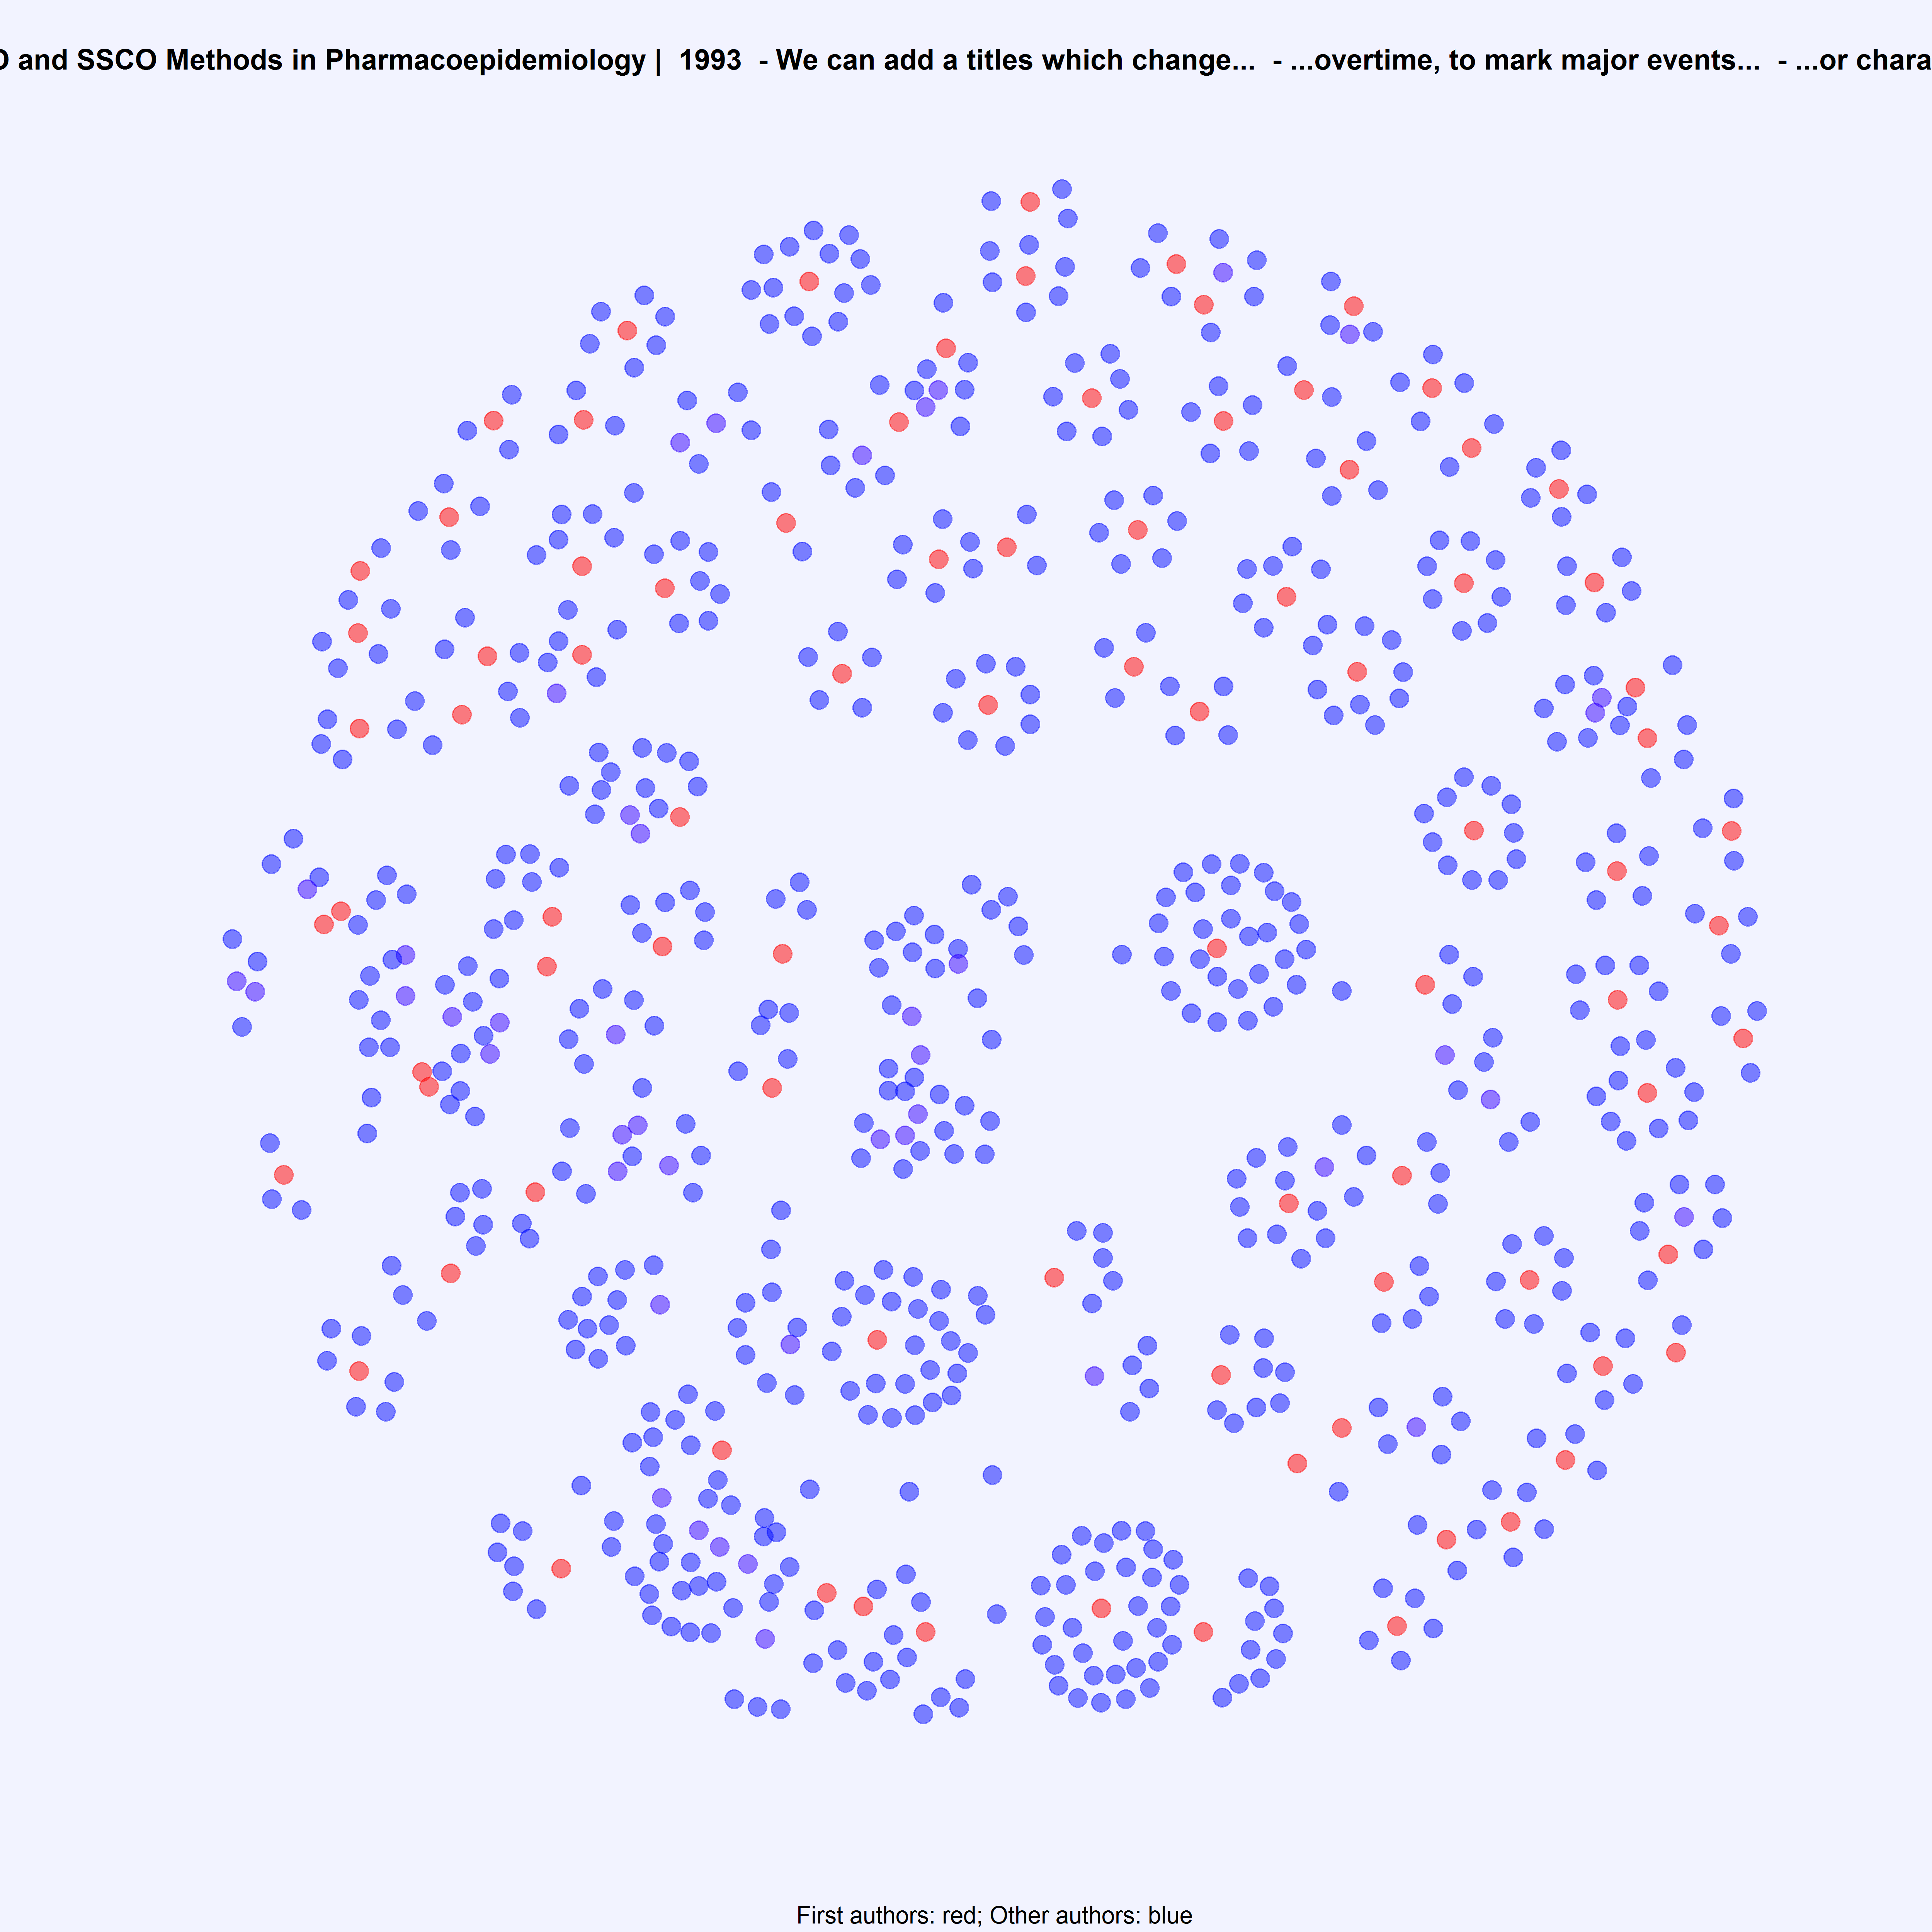 and SSCO Methods in Pharmacoepidemiology | 1993 - We can add a titles which change... - ...overtime, to mark major events... - ...or chara
First authors: red; Other authors: blue